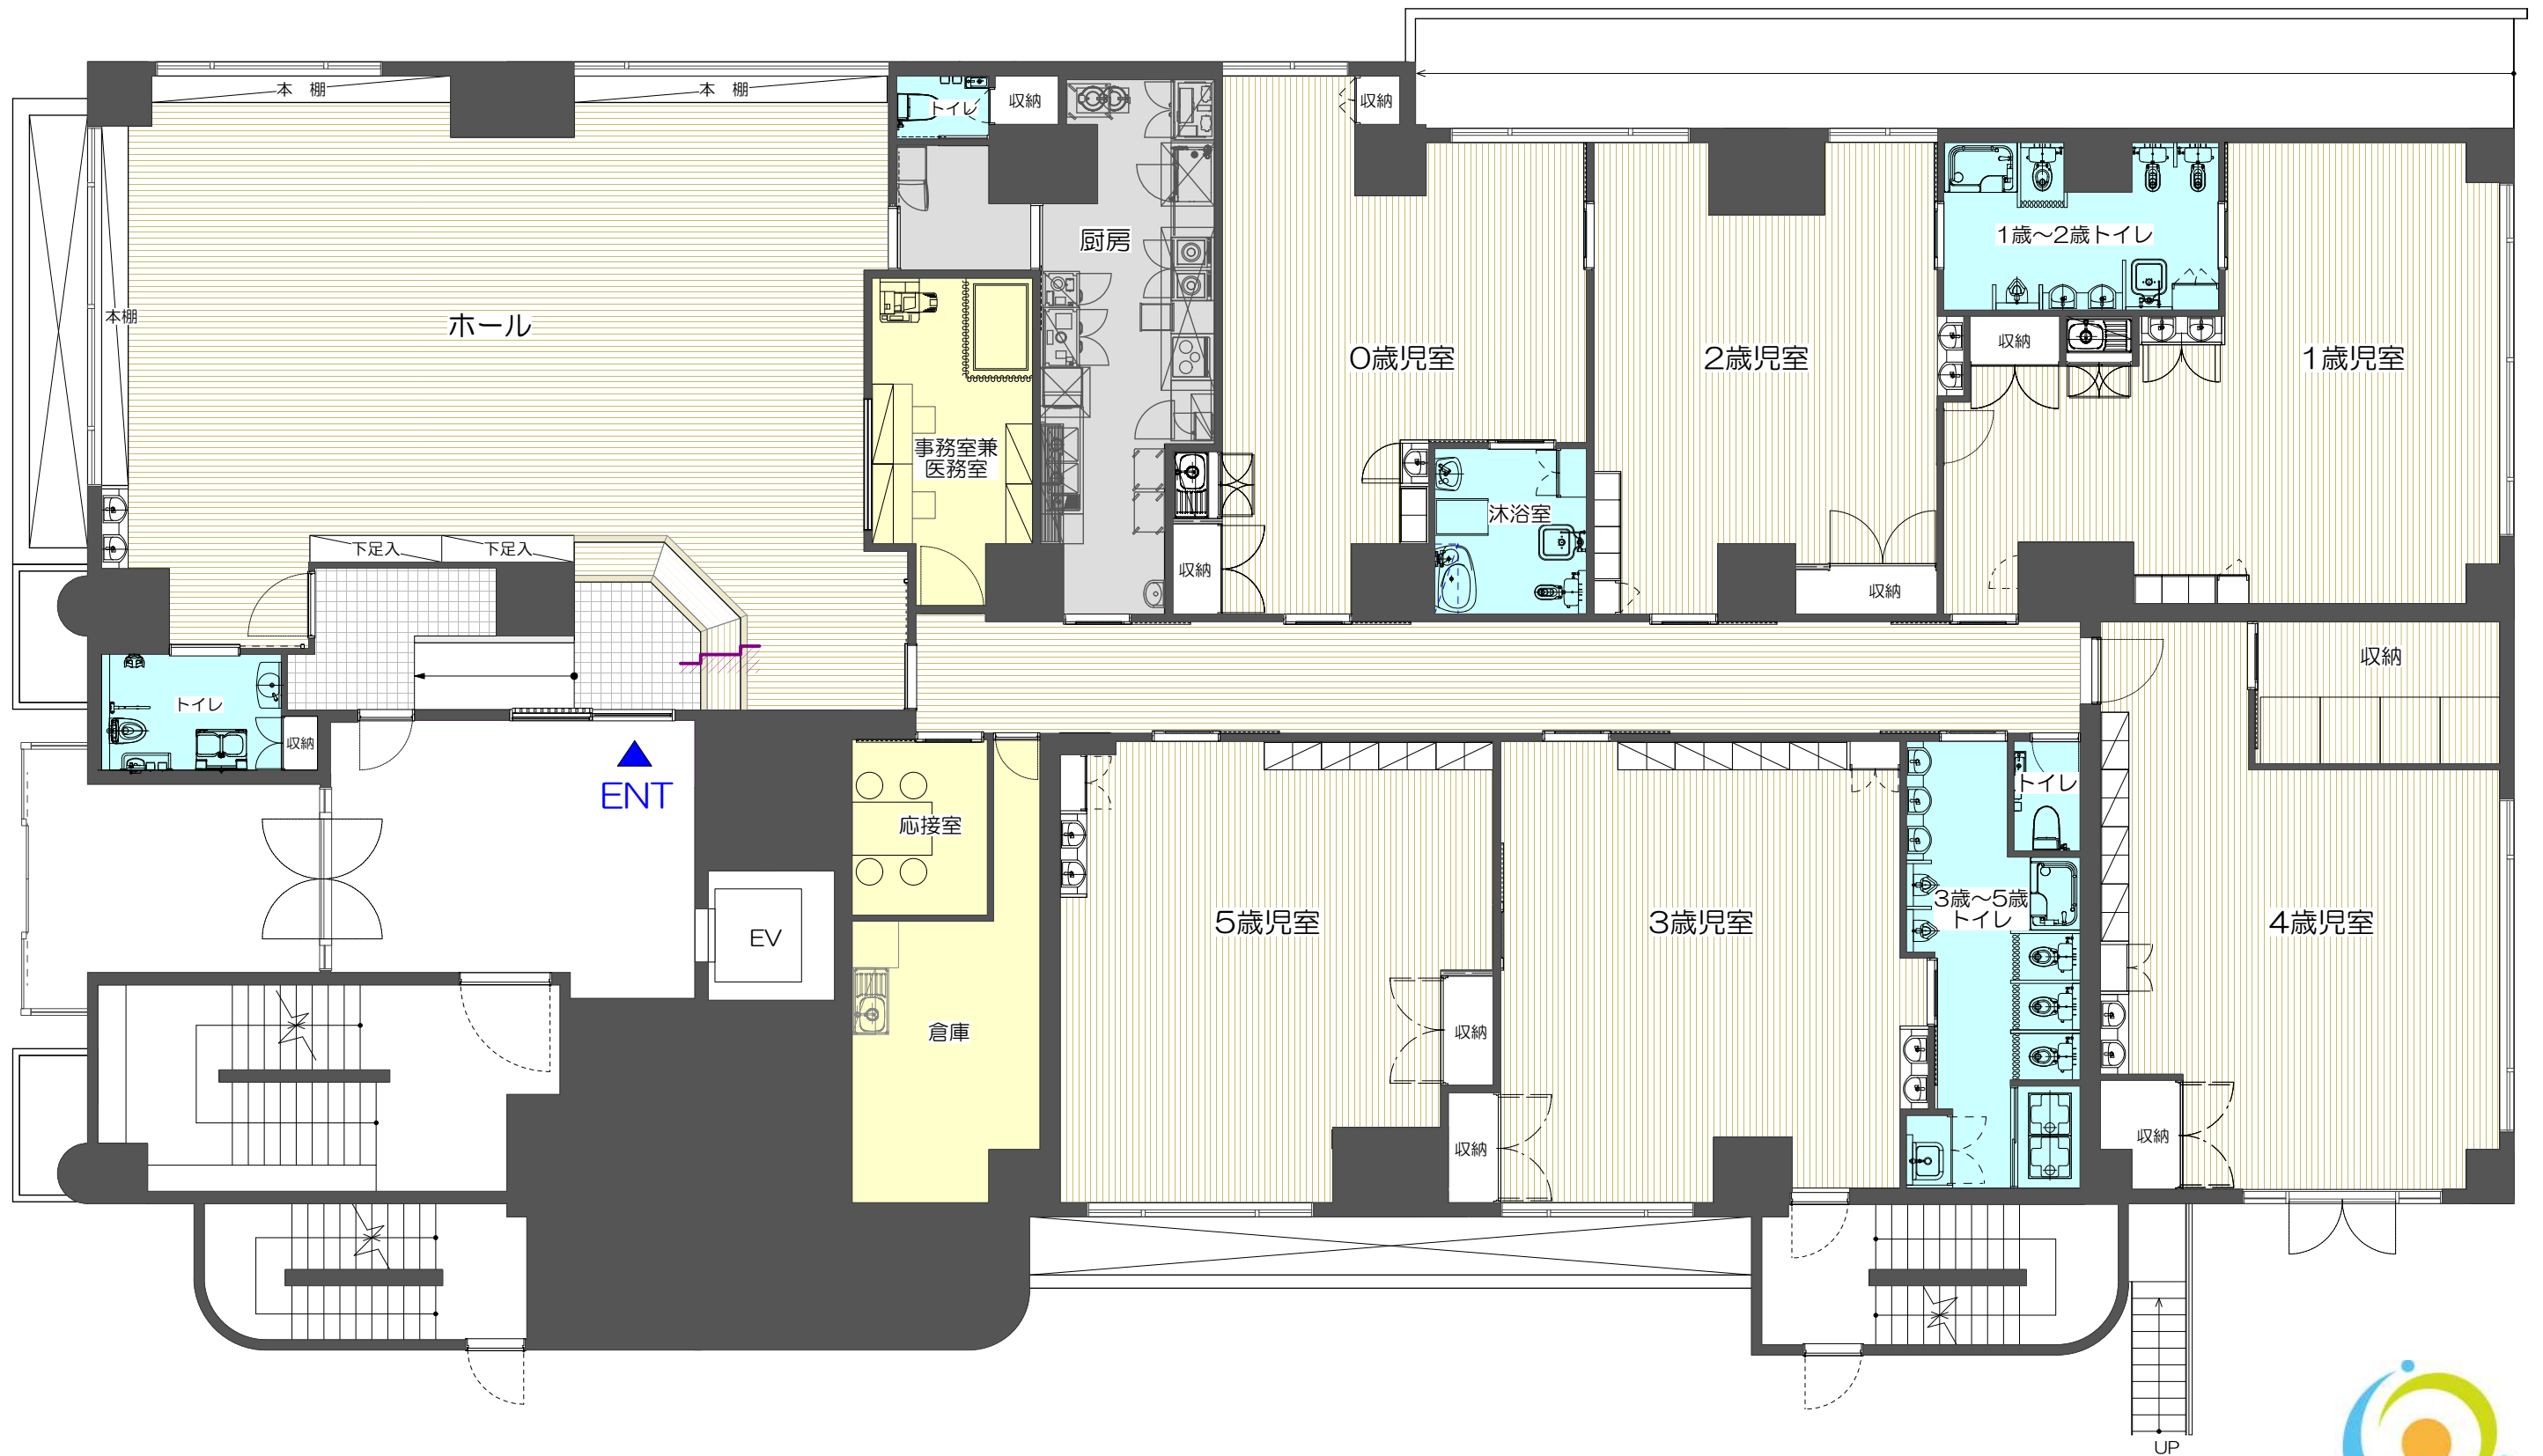 本 棚
本 棚
トイレ
収納
収納
厨房
1歳～2歳トイレ
本棚
ホール
0歳児室
2歳児室
収納
1歳児室
事務室兼
医務室
沐浴室
下足入
下足入
収納
収納
収納
トイレ
収納
ENT
応接室
トイレ
EV
5歳児室
3歳児室
3歳～5歳
トイレ
4歳児室
倉庫
収納
収納
収納
UP